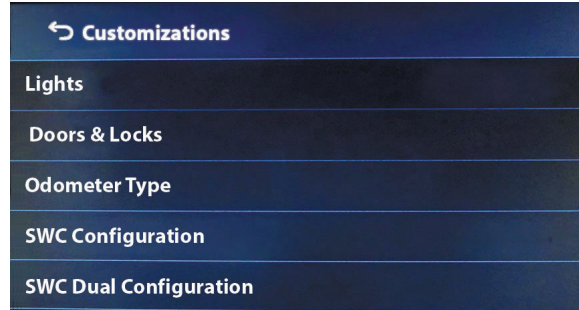 Customizations
Lights
Doors & Locks
Odometer Type
SWC Configuration
SWC Dual Configuration